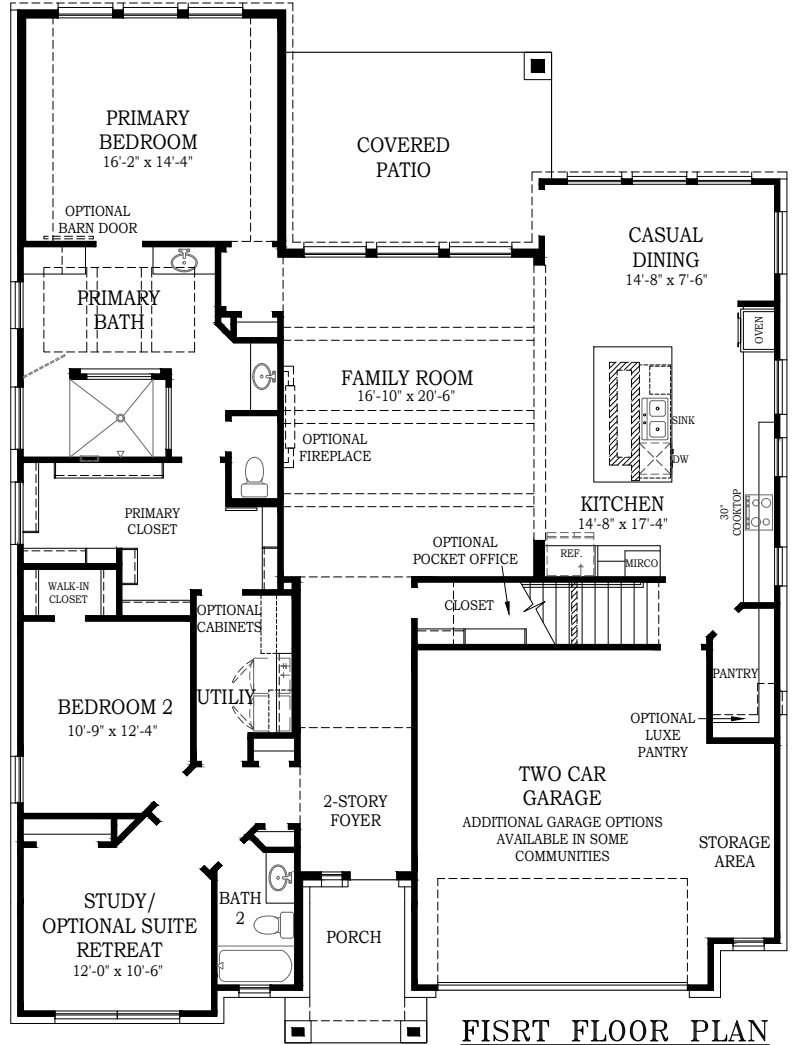 PRIMARY
BEDROOM
16'-2" x 14'-4"
COVERED
PATIO
OPTIONAL
BARN DOOR
CASUAL
DINING
14'-8" x 7'-6"
PRIMARY
BATH
OVEN
FAMILY ROOM
16'-10" x 20'-6"
SINK
OPTIONAL
FIREPLACE
DW
PRIMARY
CLOSET
KITCHEN
14'-8" x 17'-4"
30"
COOKTOP
OPTIONAL
POCKET OFFICE
REF.
MIRCO
WALK-IN
CLOSET
OPTIONAL
CABINETS
CLOSET
PANTRY
UTILIY
BEDROOM 2
10'-9" x 12'-4"
OPTIONAL
LUXE
PANTRY
TWO CAR
GARAGE
ADDITIONAL GARAGE OPTIONS
AVAILABLE IN SOME
COMMUNITIES
2-STORY
FOYER
STORAGE
AREA
STUDY/
OPTIONAL SUITE
RETREAT
12'-0" x 10'-6"
BATH
2
PORCH
FISRT FLOOR PLAN